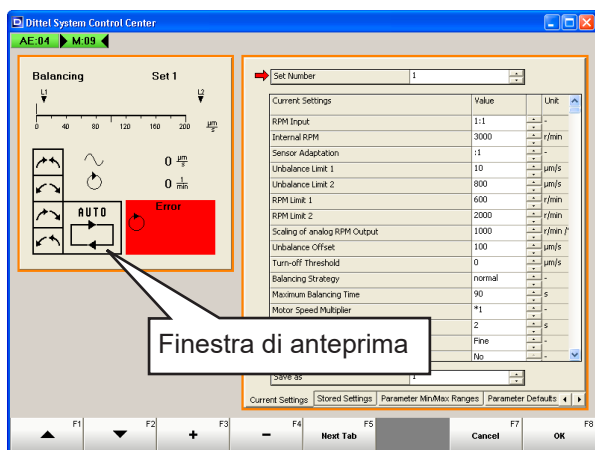 Dittel System Control Center
AE:04 M:09
Balancing Set 1
L1 L2
0 40 80 120 160 200 μm/s
0 μm/s
0 1/min
AUTO
Error
Finestra di anteprima
Set Number 1
Current Settings Value Unit
RPM Input 1:1 -
Internal RPM 3000 r/min
Sensor Adaptation :1 -
Unbalance Limit 1 10 μm/s
Unbalance Limit 2 800 μm/s
RPM Limit 1 600 r/min
RPM Limit 2 2000 r/min
Scaling of analog RPM Output 1000 r/min /
Unbalance Offset 100 μm/s
Turn-off Threshold 0 μm/s
Balancing Strategy normal -
Maximum Balancing Time 90 s
Motor Speed Multiplier *1 -
2 s
Fine -
No -
Save as 1
Current Settings Stored Settings Parameter Min/Max Ranges Parameter Defaults
F1 F2 F3 F4 F5 F7 F8
+ - Next Tab Cancel OK